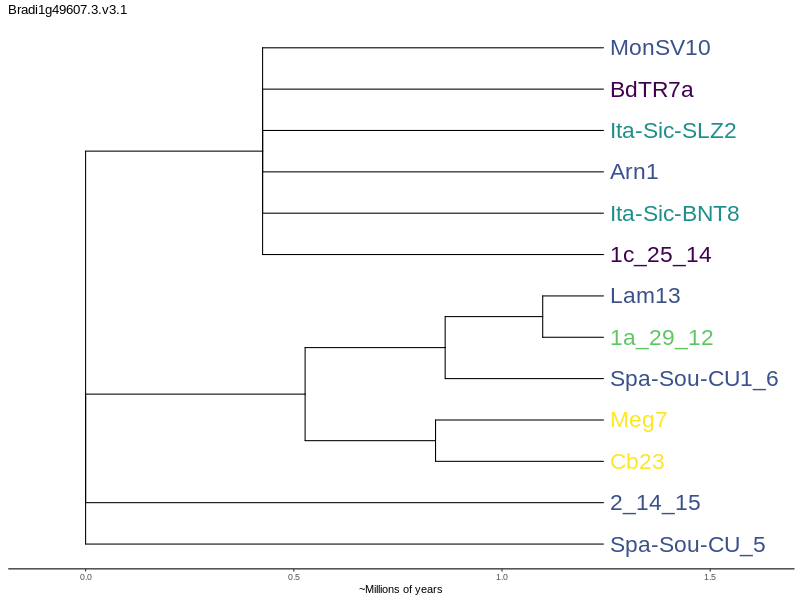 Bradi1g49607.3.v3.1
MonSV10
BdTR7a
Ita-Sic-SLZ2
Arn1
Ita-Sic-BNT8
1c_25_14
Lam13
1a_29_12
Spa-Sou-CU1_6
Meg7
Cb23
2_14_15
Spa-Sou-CU_5
0.0 0.5 1.0 1.5
~Millions of years